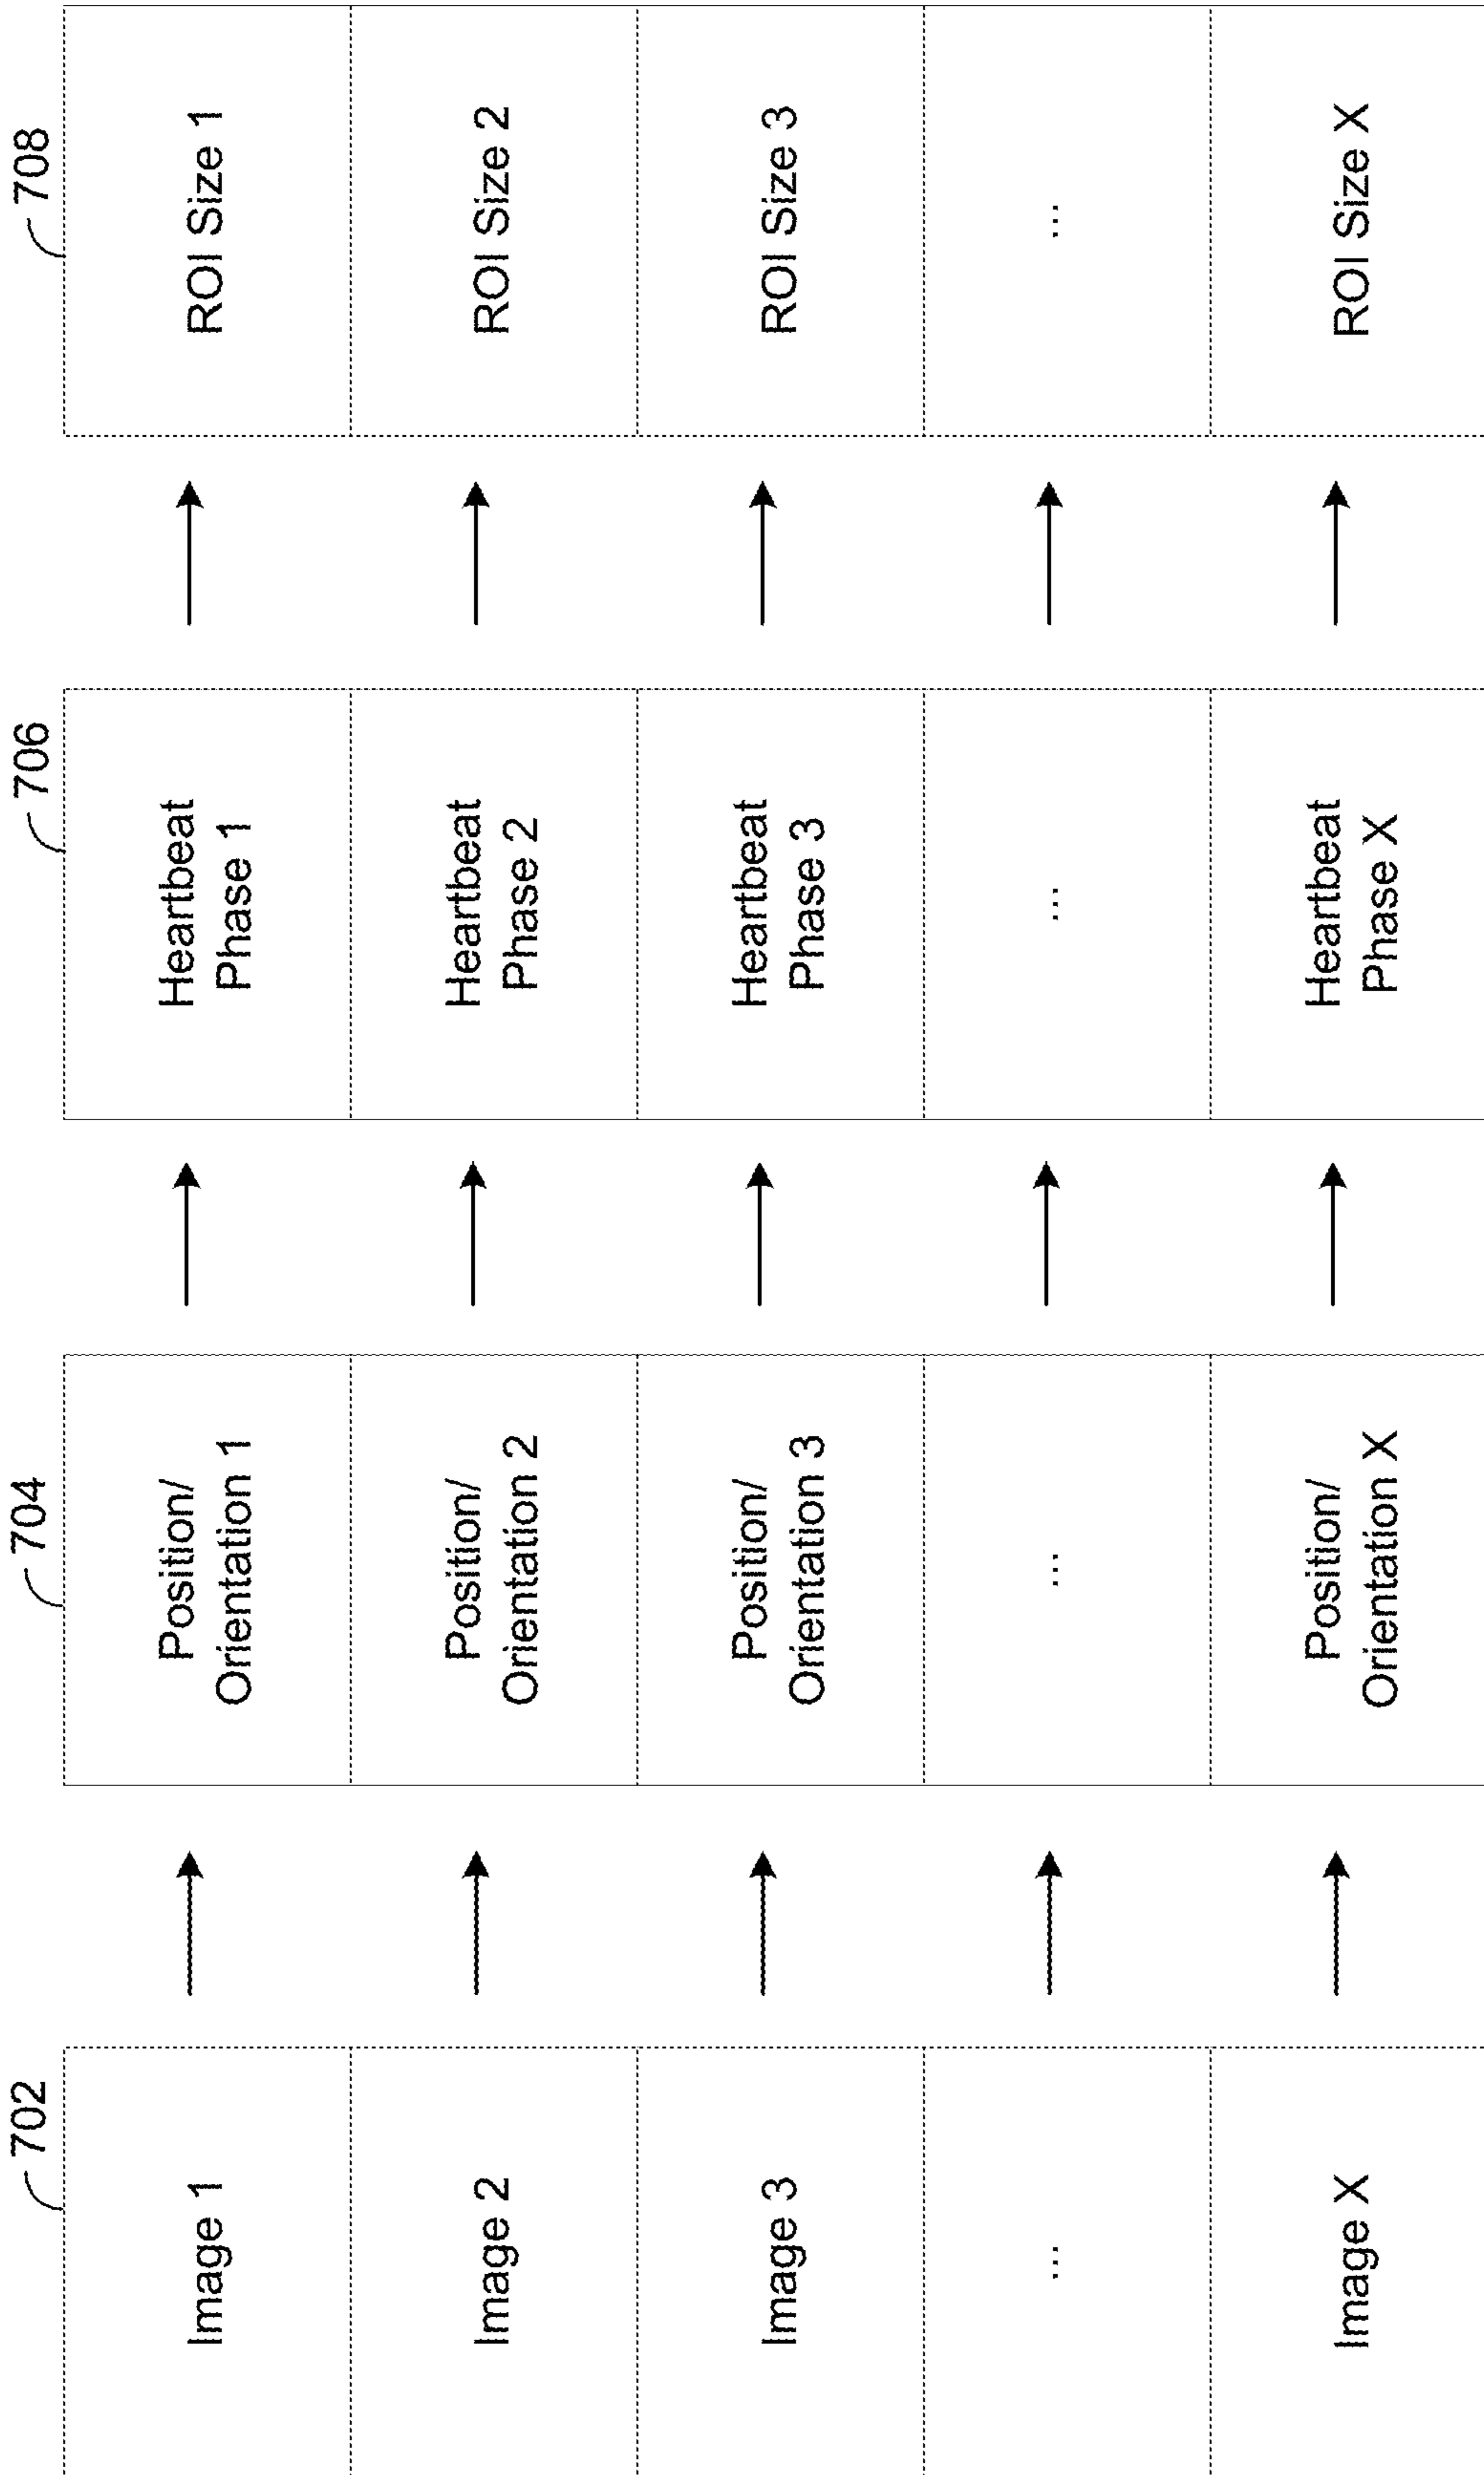 702
704
706
708
Image 1
Position/
Orientation 1
Heartbeat
Phase 1
ROI Size 1
Image 2
Position/
Orientation 2
Heartbeat
Phase 2
ROI Size 2
Image 3
Position/
Orientation 3
Heartbeat
Phase 3
ROI Size 3
...
...
...
...
Image X
Position/
Orientation X
Heartbeat
Phase X
ROI Size X